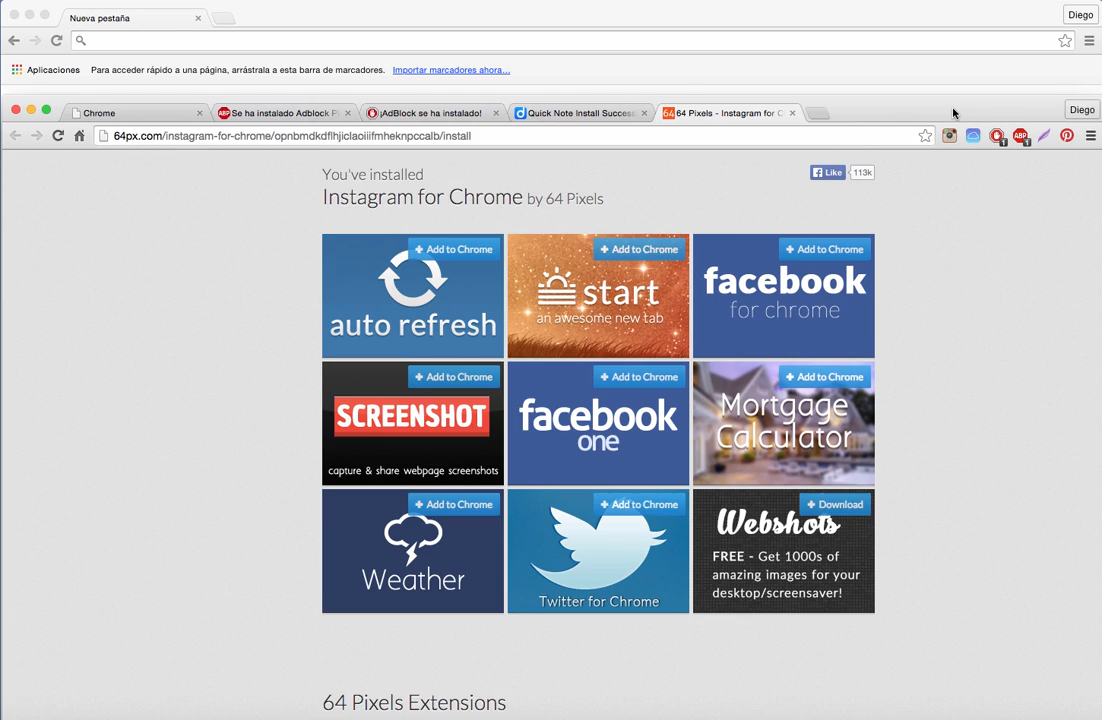 Nueva pestaña
Diego
Aplicaciones Para acceder rápido a una página, arrástrala a esta barra de marcadores. Importar marcadores ahora…
Chrome
ABP Se ha instalado Adblock P
¡AdBlock se ha instalado!
Quick Note Install Success
64 64 Pixels - Instagram for C
Diego
64px.com/instagram-for-chrome/opnbmdkdflhjiclaoiiifmheknpccalb/install
1
ABP 1
You've installed
Like 113k
Instagram for Chrome by 64 Pixels
+ Add to Chrome
auto refresh
+ Add to Chrome
start
an awesome new tab
+ Add to Chrome
facebook
for chrome
+ Add to Chrome
SCREENSHOT
capture & share webpage screenshots
+ Add to Chrome
facebook
one
+ Add to Chrome
Mortgage
Calculator
+ Add to Chrome
Weather
+ Add to Chrome
Twitter for Chrome
+ Download
Webshots
FREE - Get 1000s of
amazing images for your
desktop/screensaver!
64 Pixels Extensions